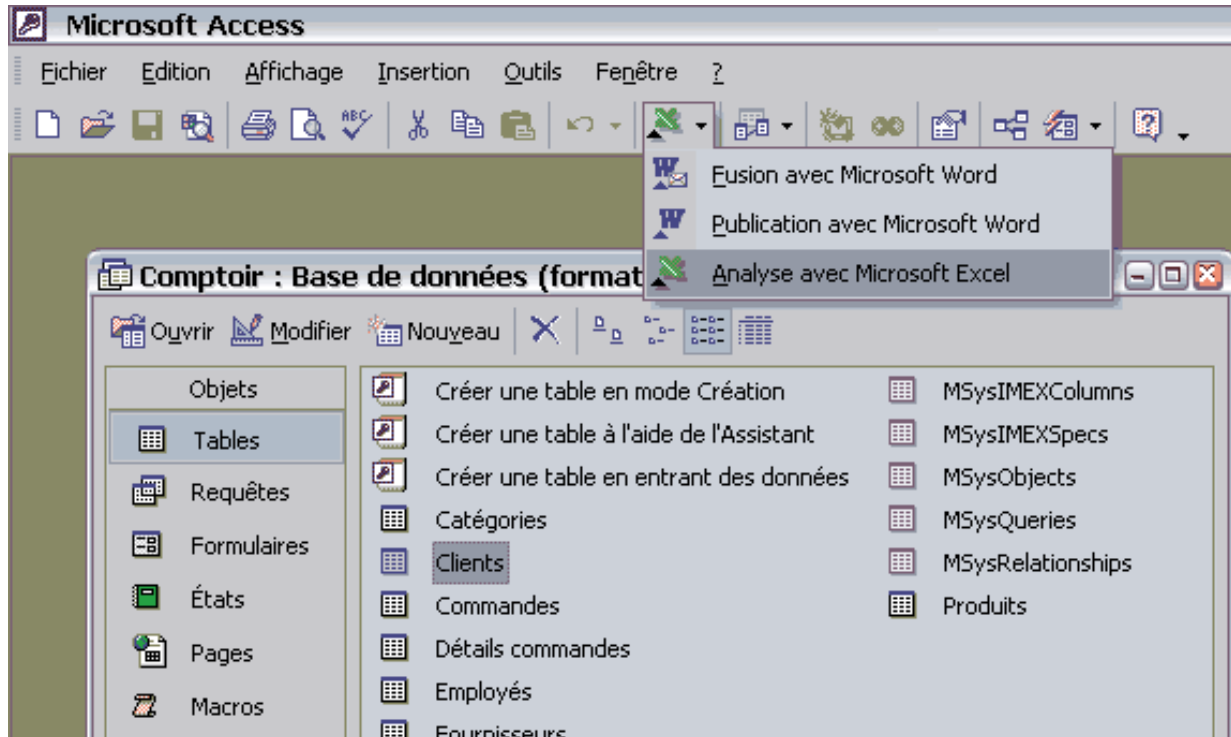 Microsoft Access
Fichier Edition Affichage Insertion Outils Fenêtre ?
ABC
Fusion avec Microsoft Word
Publication avec Microsoft Word
Analyse avec Microsoft Excel
Comptoir : Base de données (format
Ouvrir Modifier Nouveau
Objets
Tables
Requêtes
Formulaires
États
Pages
Macros
Créer une table en mode Création
Créer une table à l'aide de l'Assistant
Créer une table en entrant des données
Catégories
Clients
Commandes
Détails commandes
Employés
Fournisseurs
MSysIMEXColumns
MSysIMEXSpecs
MSysObjects
MSysQueries
MSysRelationships
Produits